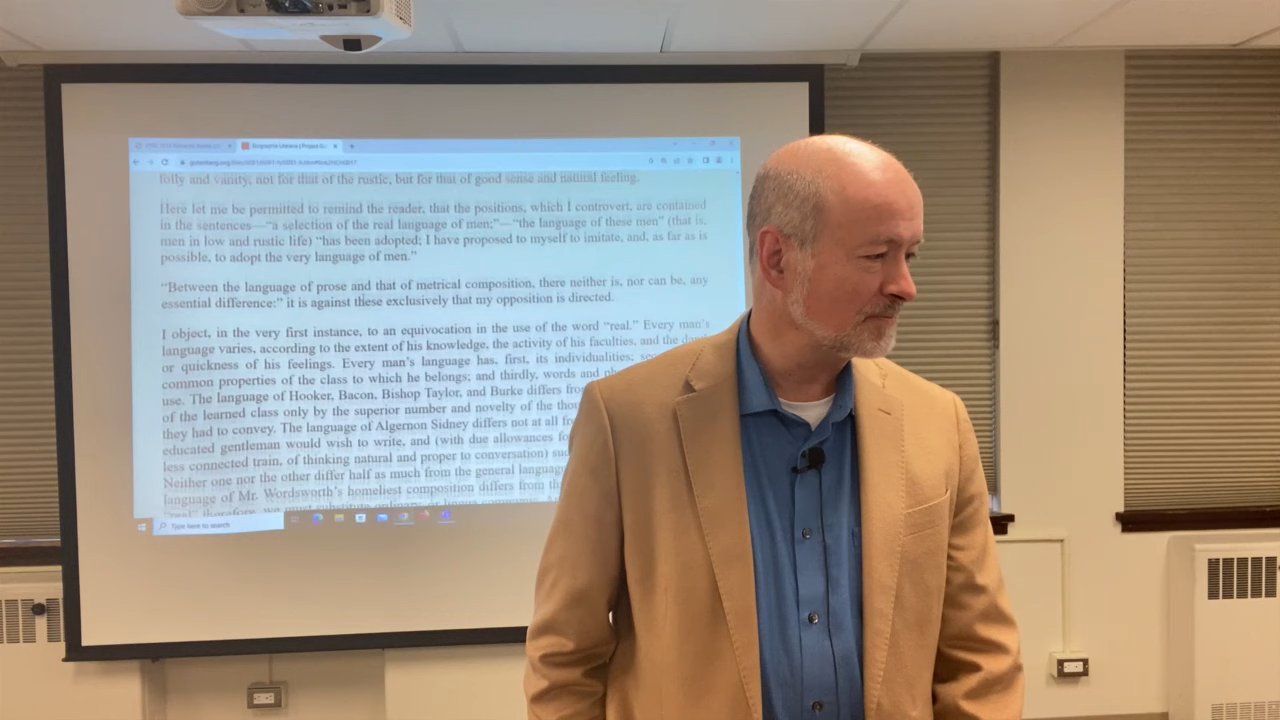 Biographia Literaria | Project Gu
folly and vanity, not for that of the rustic, but for that of good sense and natural feeling.
Here let me be permitted to remind the reader, that the positions, which I controvert, are contained
in the sentences—“a selection of the real language of men;”—“the language of these men” (that is,
men in low and rustic life) “has been adopted; I have proposed to myself to imitate, and, as far as is
possible, to adopt the very language of men.”
“Between the language of prose and that of metrical composition, there neither is, nor can be, any
essential difference:” it is against these exclusively that my opposition is directed.
I object, in the very first instance, to an equivocation in the use of the word “real.” Every man’s
language varies, according to the extent of his knowledge, the activity of his faculties, and the
or quickness of his feelings. Every man’s language has, first, its individualities;
common properties of the class to which he belongs; and thirdly, words and
use. The language of Hooker, Bacon, Bishop Taylor, and Burke differs
of the learned class only by the superior number and novelty of the
they had to convey. The language of Algernon Sidney differs not at all
educated gentleman would wish to write, and (with due allowances
less connected train, of thinking natural and proper to conversation)
Neither one nor the other differ half as much from the general
language of Mr. Wordsworth’s homeliest composition differs from
“real” therefore, we must substitute
Type here to search